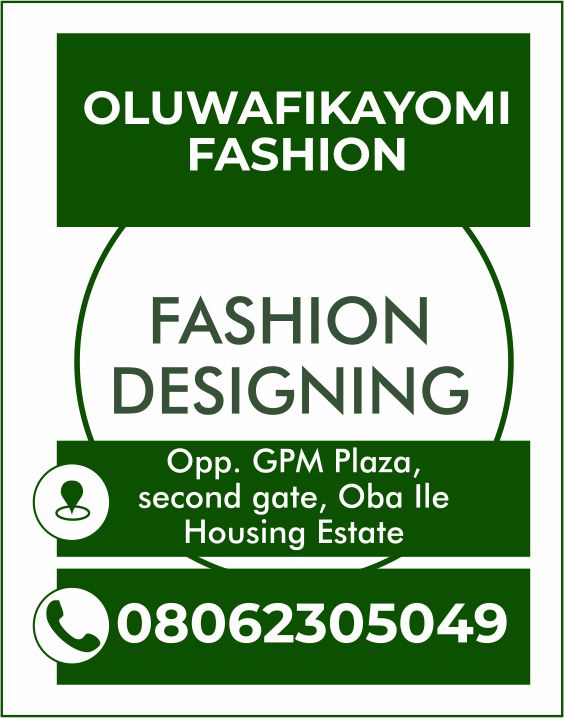 OLUWAFIKAYOMI
FASHION
FASHION
DESIGNING
Opp. GPM Plaza,
second gate, Oba Ile
Housing Estate
08062305049